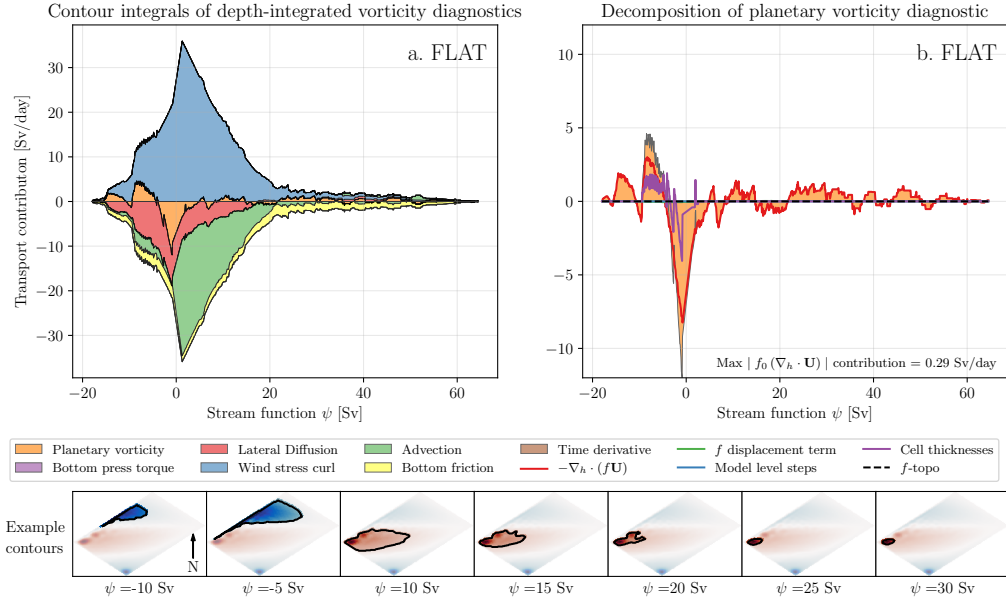 Contour integrals of depth-integrated vorticity diagnostics
Decomposition of planetary vorticity diagnostic
a. FLAT
b. FLAT
Transport contribution [Sv/day]
30
20
10
0
−10
−20
−30
−20
0
20
40
60
Stream function ψ [Sv]
10
5
0
−5
−10
Max | f₀ (∇ₕ · U) | contribution = 0.29 Sv/day
−20
0
20
40
60
Stream function ψ [Sv]
Planetary vorticity
Lateral Diffusion
Advection
Time derivative
f displacement term
Cell thicknesses
Bottom press torque
Wind stress curl
Bottom friction
−∇ₕ · (fU)
Model level steps
f-topo
Example
contours
N
ψ =-10 Sv
ψ =-5 Sv
ψ =10 Sv
ψ =15 Sv
ψ =20 Sv
ψ =25 Sv
ψ =30 Sv